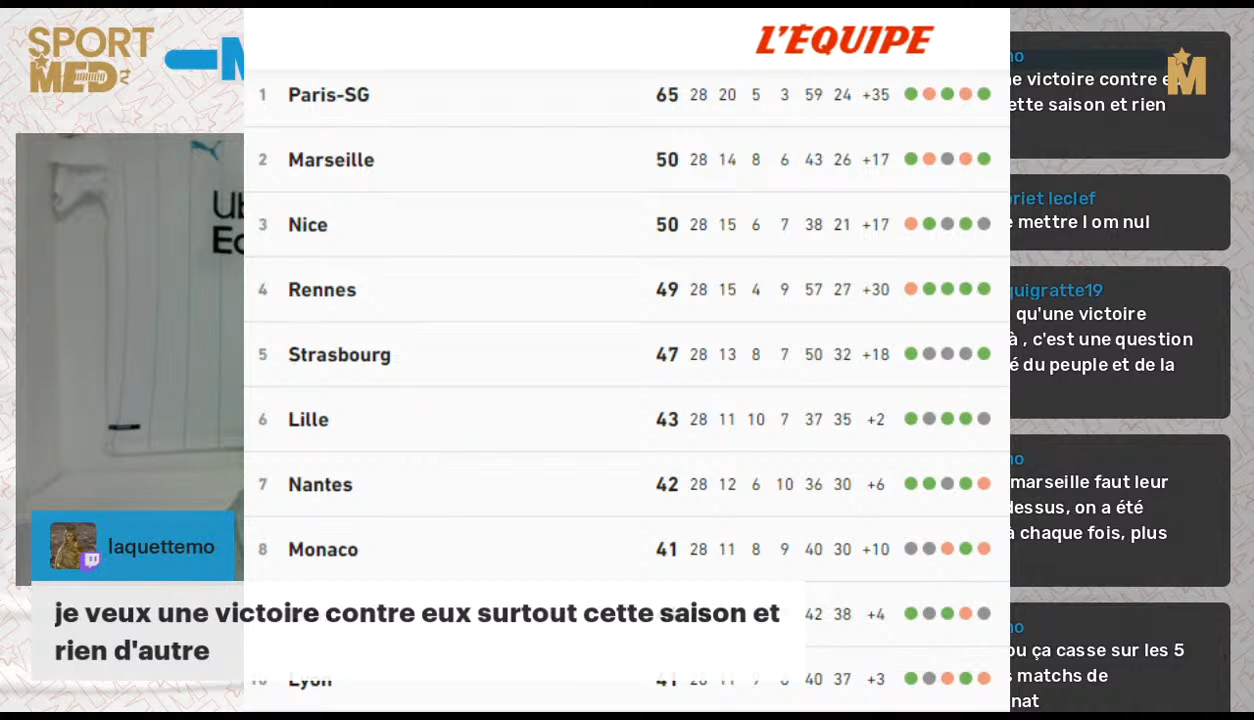 SPORT
MED
L'ÉQUIPE
M
1 Paris-SG 65 28 20 5 3 59 24 +35
2 Marseille 50 28 14 8 6 43 26 +17
3 Nice 50 28 15 6 7 38 21 +17
4 Rennes 49 28 15 4 9 57 27 +30
5 Strasbourg 47 28 13 8 7 50 32 +18
6 Lille 43 28 11 10 7 37 35 +2
7 Nantes 42 28 12 6 10 36 30 +6
8 Monaco 41 28 11 8 9 40 30 +10
42 38 +4
Lyon 40 37 +3
laquettemo
je veux une victoire contre eux surtout cette saison et
rien d'autre
victoire contre
saison et rien
leclef
mettre l om nul
quigratte19
qu'une victoire
, c'est une question
du peuple et de la
marseille faut leur
dessus, on a été
à chaque fois, plus
ou ça casse sur les 5
matchs de